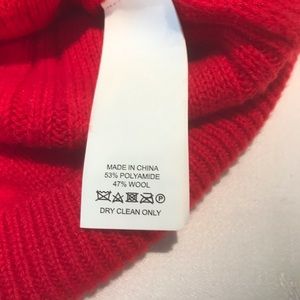 MADE IN CHINA
53% POLYAMIDE
47% WOOL
DRY CLEAN ONLY